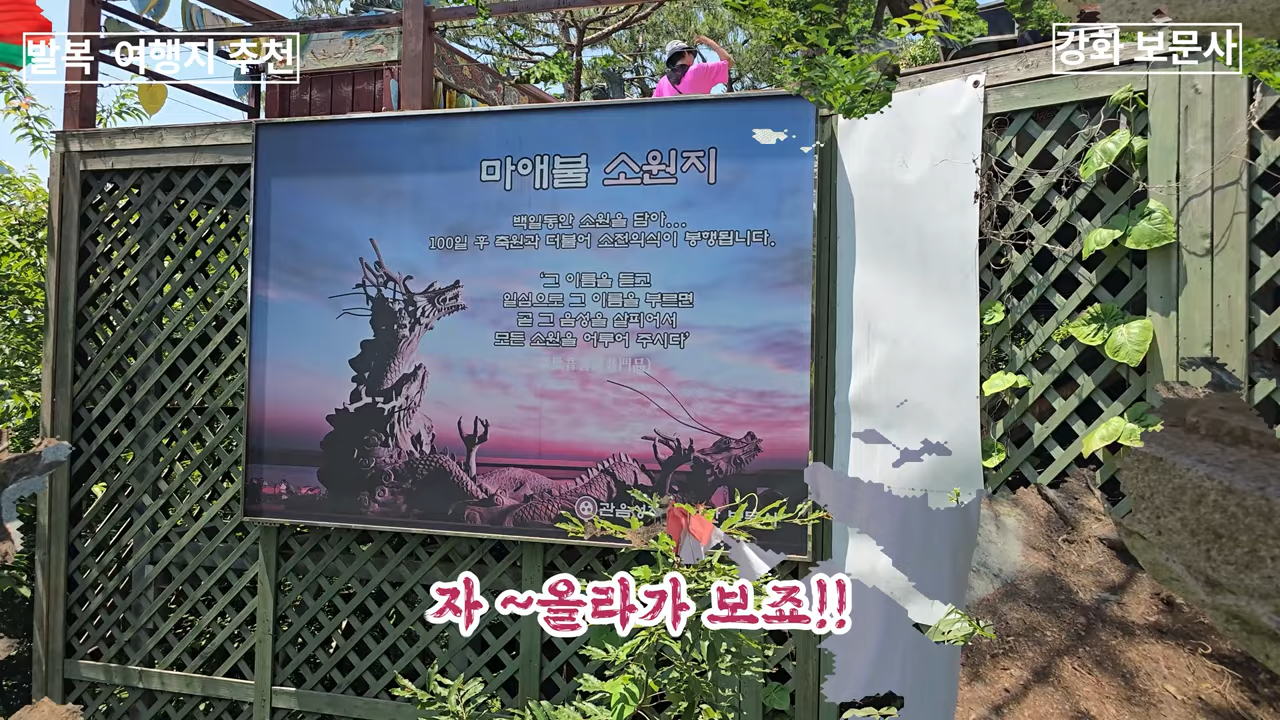 발복 여행지 추천
강화 보문사
마애불 소원지
백일동안 소원을 담아...
100일 후 축원과 더불어 소전의식이 봉행됩니다.
'그 이름을 듣고
일심으로 그 이름을 부르면
곧 그 음성을 살피어서
모든 소원을 이루어 주시다'
관음성
자 ~올라가 보죠!!